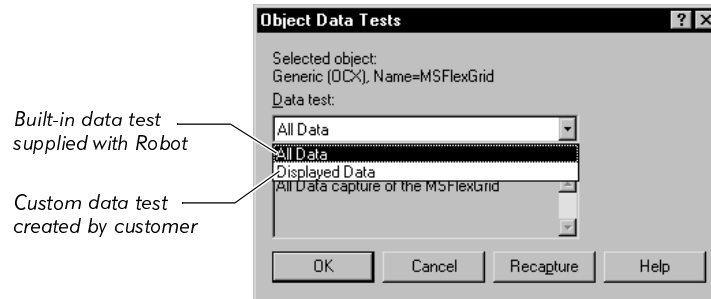 Object Data Tests
Selected object:
Generic (OCX), Name=MSFlexGrid
Data test:
All Data
All Data
Displayed Data
All Data capture of the MSFlexGrid
OK
Cancel
Recapture
Help
Built-in data test
supplied with Robot
Custom data test
created by customer